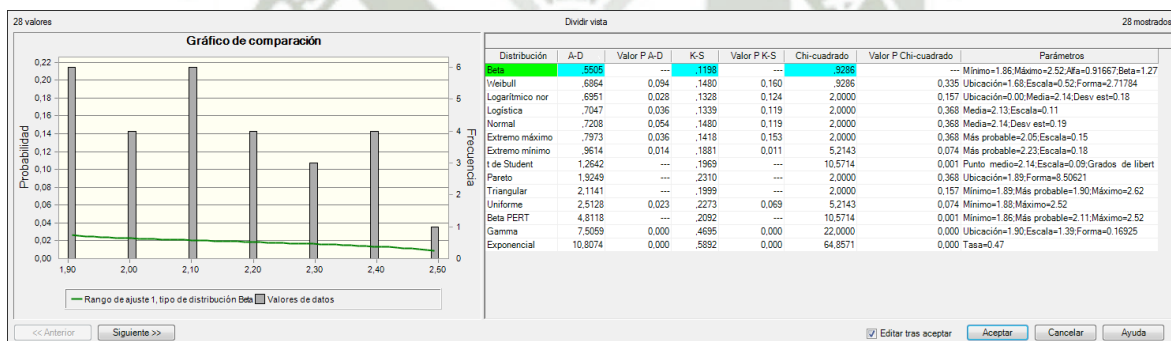 28 valores
Dividir vista
28 mostrados
Gráfico de comparación
0,22
0,20
0,18
0,16
0,14
0,12
0,10
0,08
0,06
0,04
0,02
0,00
Probabilidad
6
5
4
3
2
1
0
Frecuencia
1,90 2,00 2,10 2,20 2,30 2,40 2,50
Rango de ajuste 1, tipo de distribución Beta Valores de datos
Distribución A-D Valor P A-D K-S Valor P K-S Chi-cuadrado Valor P Chi-cuadrado Parámetros
Beta ,5505 --- ,1198 --- ,9286 --- Mínimo=1.86;Máximo=2.52;Alfa=0.91667;Beta=1.27
Weibull ,6864 0,094 ,1480 0,160 ,9286 0,335 Ubicación=1.68;Escala=0.52;Forma=2.71784
Logarítmico nor ,6951 0,028 ,1328 0,124 2,0000 0,157 Ubicación=0.00;Media=2.14;Desv est=0.18
Logística ,7047 0,036 ,1339 0,119 2,0000 0,368 Media=2.13;Escala=0.11
Normal ,7208 0,054 ,1480 0,119 2,0000 0,368 Media=2.14;Desv est=0.19
Extremo máximo ,7973 0,036 ,1418 0,153 2,0000 0,368 Más probable=2.05;Escala=0.15
Extremo mínimo ,9614 0,014 ,1881 0,011 5,2143 0,074 Más probable=2.23;Escala=0.18
t de Student 1,2642 --- ,1969 --- 10,5714 0,001 Punto medio=2.14;Escala=0.09;Grados de libert
Pareto 1,9249 --- ,2310 --- 2,0000 0,368 Ubicación=1.89;Forma=8.50621
Triangular 2,1141 --- ,1999 --- 2,0000 0,157 Mínimo=1.89;Más probable=1.90;Máximo=2.62
Uniforme 2,5128 0,023 ,2273 0,069 5,2143 0,074 Mínimo=1.88;Máximo=2.52
Beta PERT 4,8118 --- ,2092 --- 10,5714 0,001 Mínimo=1.86;Más probable=2.11;Máximo=2.52
Gamma 7,5059 0,000 ,4695 0,000 22,0000 0,000 Ubicación=1.90;Escala=1.39;Forma=0.16925
Exponencial 10,8074 0,000 ,5892 0,000 64,8571 0,000 Tasa=0.47
<< Anterior Siguiente >> Editar tras aceptar Aceptar Cancelar Ayuda